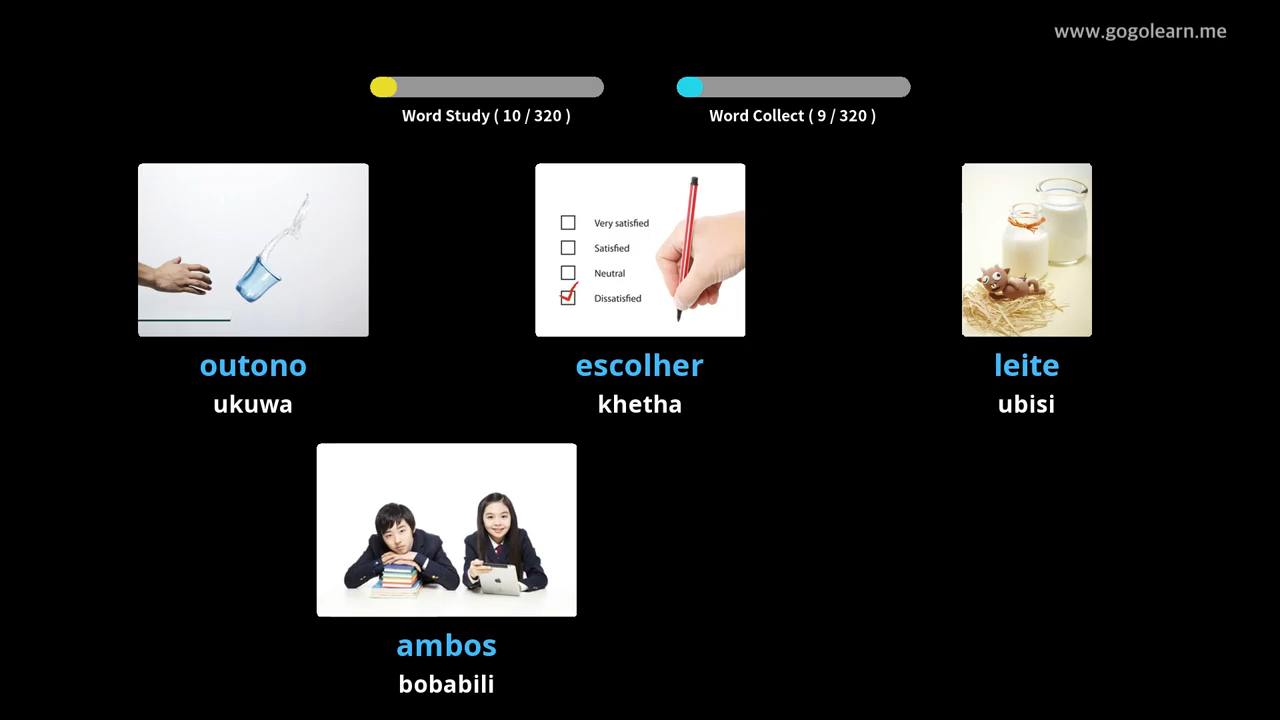 www.gogolearn.me
Word Study ( 10 / 320 )
Word Collect ( 9 / 320 )
Very satisfied
Satisfied
Neutral
Dissatisfied
outono
ukuwa
escolher
khetha
leite
ubisi
ambos
bobabili